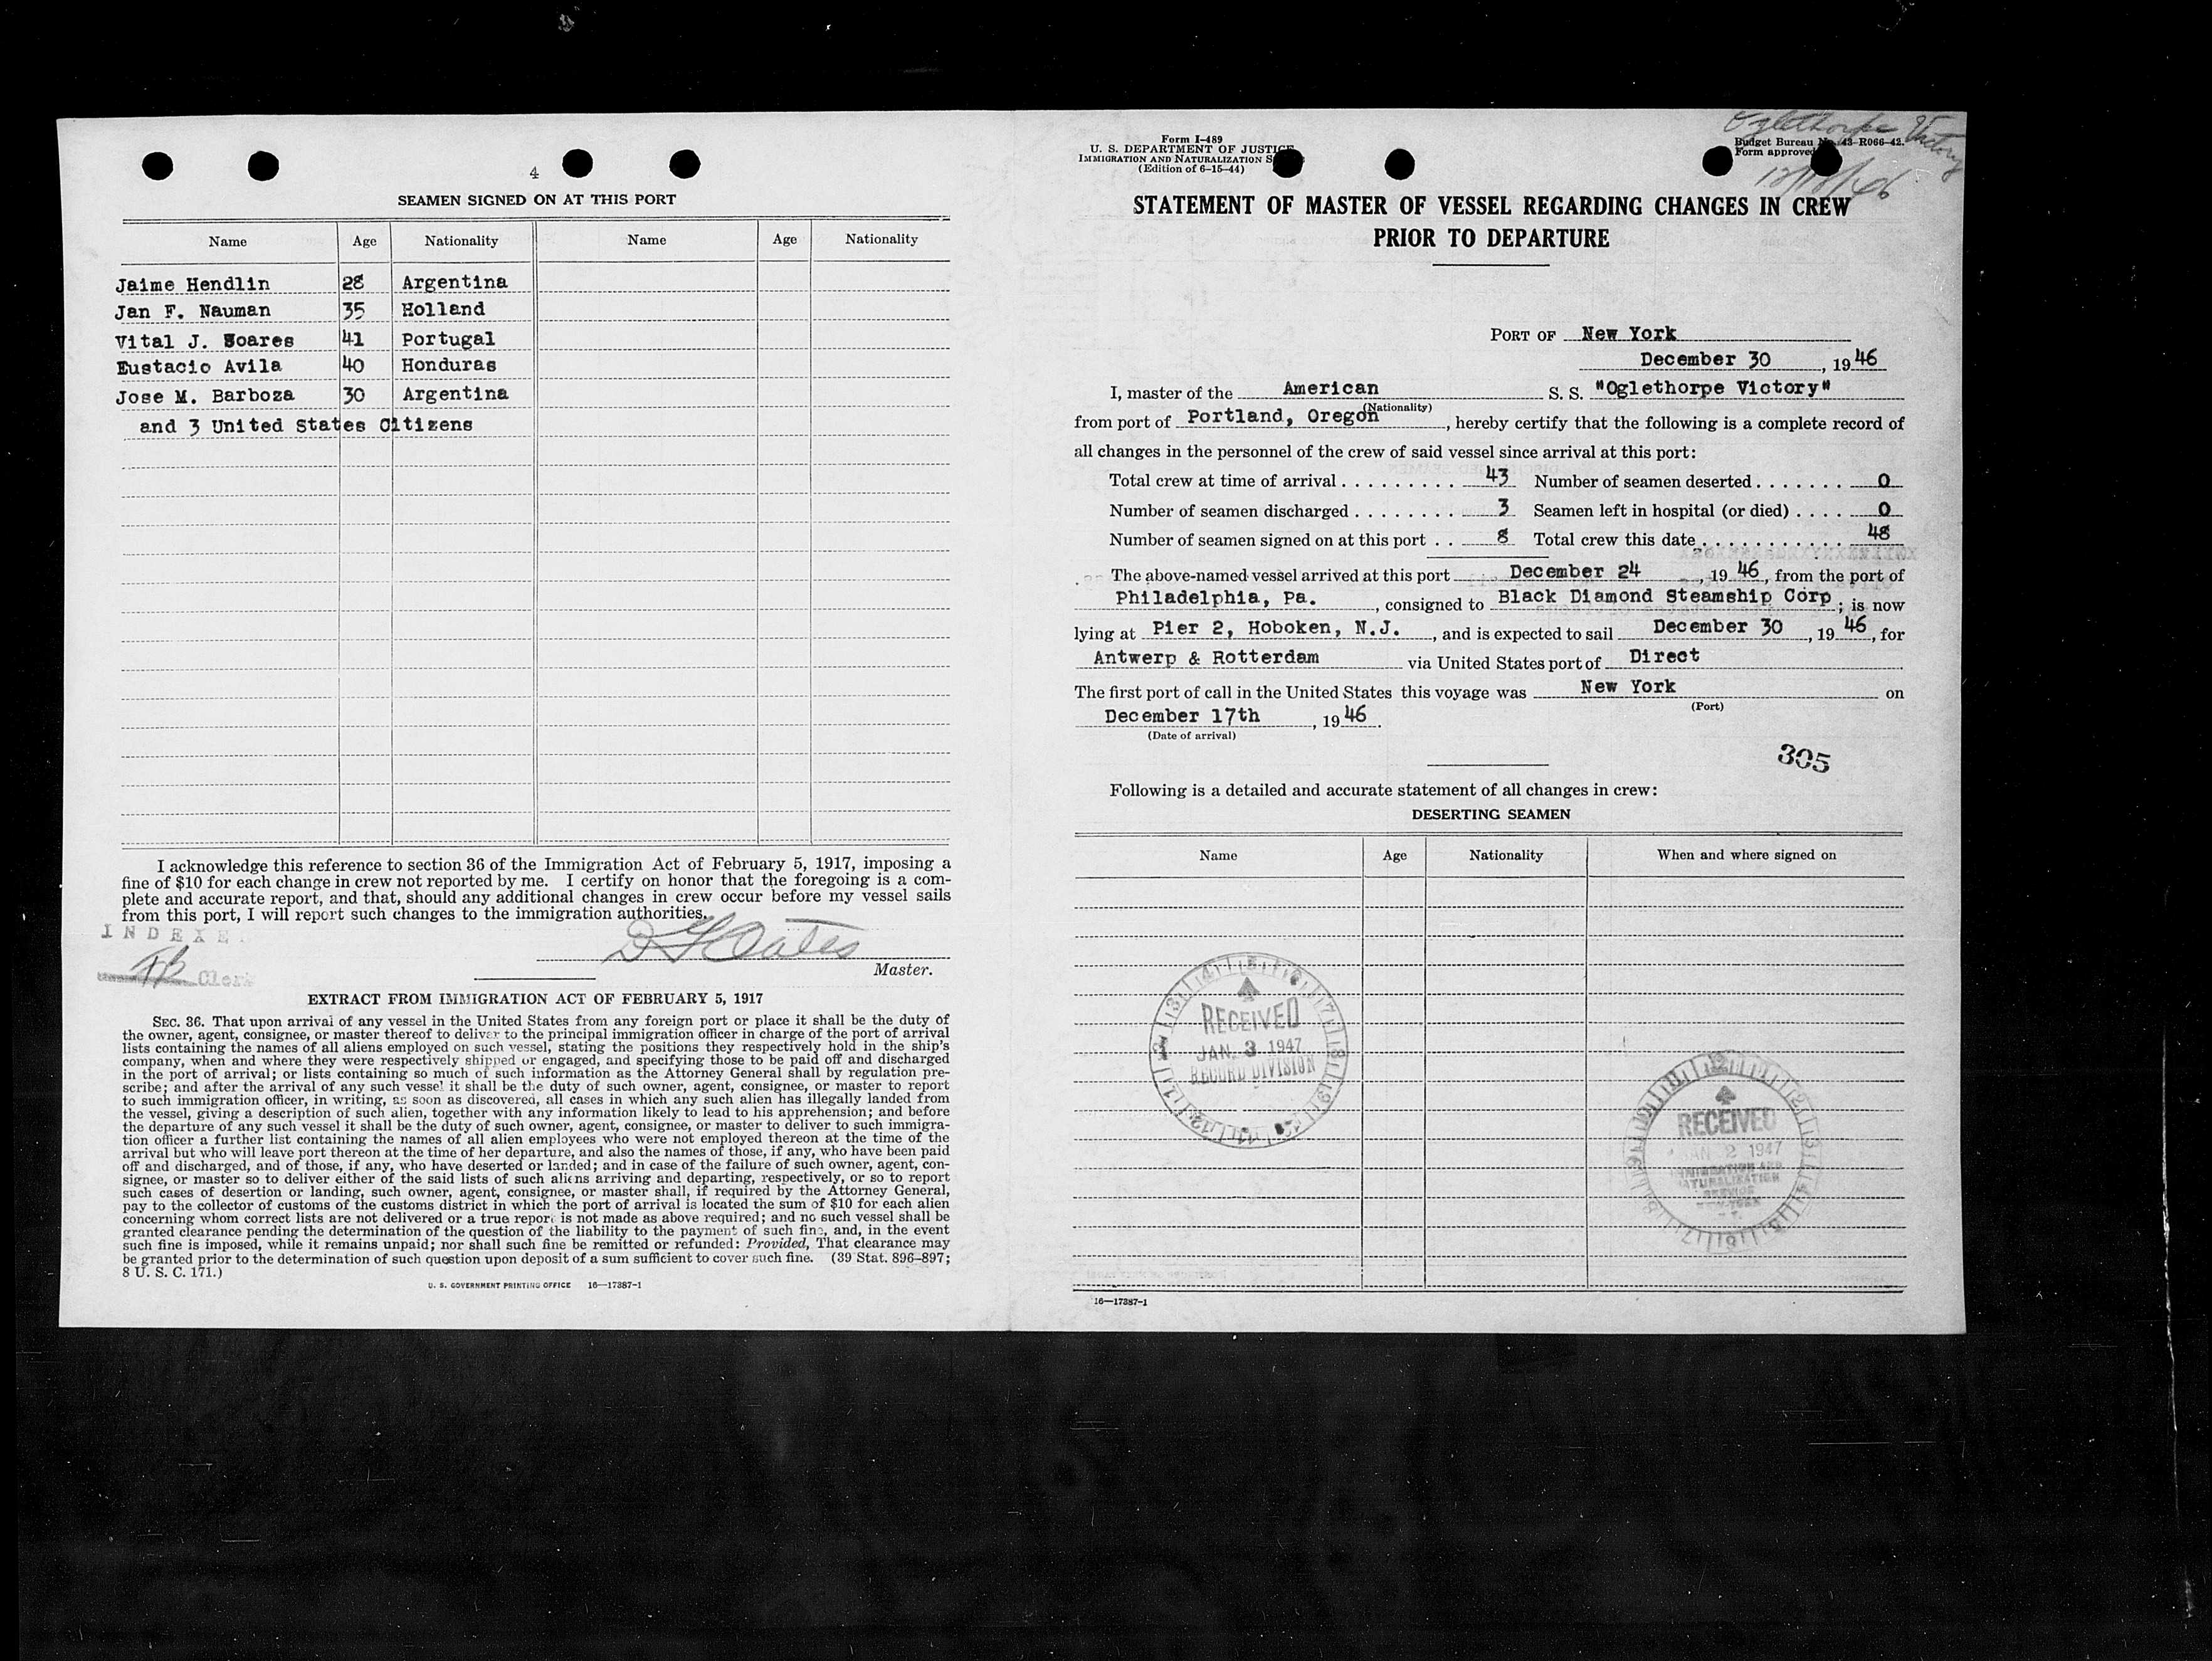 4
SEAMEN SIGNED ON AT THIS PORT
Name Age Nationality Name Age Nationality
Jaime Hendlin 28 Argentina
Jan F. Nauman 35 Holland
Vital J. Soares 41 Portugal
Eustacio Avila 40 Honduras
Jose M. Barboza 30 Argentina
and 3 United States Citizens
I acknowledge this reference to section 36 of the Immigration Act of February 5, 1917, imposing a
fine of $10 for each change in crew not reported by me. I certify on honor that the foregoing is a com-
plete and accurate report, and that, should any additional changes in crew occur before my vessel sails
from this port, I will report such changes to the immigration authorities.
INDEXE
Clerk
Master.
EXTRACT FROM IMMIGRATION ACT OF FEBRUARY 5, 1917
SEC. 36. That upon arrival of any vessel in the United States from any foreign port or place it shall be the duty of
the owner, agent, consignee, or master thereof to deliver to the principal immigration officer in charge of the port of arrival
lists containing the names of all aliens employed on such vessel, stating the positions they respectively hold in the ship's
company, when and where they were respectively shipped or engaged, and specifying those to be paid off and discharged
in the port of arrival; or lists containing so much of such information as the Attorney General shall by regulation pre-
scribe; and after the arrival of any such vessel it shall be the duty of such owner, agent, consignee, or master to report
to such immigration officer, in writing, as soon as discovered, all cases in which any such alien has illegally landed from
the vessel, giving a description of such alien, together with any information likely to lead to his apprehension; and before
the departure of any such vessel it shall be the duty of such owner, agent, consignee, or master to deliver to such immigra-
tion officer a further list containing the names of all alien employees who were not employed thereon at the time of the
arrival but who will leave port thereon at the time of her departure, and also the names of those, if any, who have been paid
off and discharged, and of those, if any, who have deserted or landed; and in case of the failure of such owner, agent, con-
signee, or master so to deliver either of the said lists of such aliens arriving and departing, respectively, or so to report
such cases of desertion or landing, such owner, agent, consignee, or master shall, if required by the Attorney General,
pay to the collector of customs of the customs district in which the port of arrival is located the sum of $10 for each alien
concerning whom correct lists are not delivered or a true report is not made as above required; and no such vessel shall be
granted clearance pending the determination of the question of the liability to the payment of such fine, and, in the event
such fine is imposed, while it remains unpaid; nor shall such fine be remitted or refunded: Provided, That clearance may
be granted prior to the determination of such question upon deposit of a sum sufficient to cover such fine. (39 Stat. 896-897;
8 U. S. C. 171.)
U. S. GOVERNMENT PRINTING OFFICE 16—17387-1
Form I-489
U. S. DEPARTMENT OF JUSTICE
IMMIGRATION AND NATURALIZATION
(Edition of 6-15-44)
Oglethorpe Victory
Budget Bureau No. 43-R066-42.
Form approved
12/18/46
STATEMENT OF MASTER OF VESSEL REGARDING CHANGES IN CREW
PRIOR TO DEPARTURE
PORT OF New York
December 30, 1946
I, master of the American S. S. "Oglethorpe Victory"
(Nationality)
from port of Portland, Oregon, hereby certify that the following is a complete record of
all changes in the personnel of the crew of said vessel since arrival at this port:
Total crew at time of arrival . . . . . . . . . 43 Number of seamen deserted . . . . . . . 0
Number of seamen discharged . . . . . . . . 3 Seamen left in hospital (or died) . . . . 0
Number of seamen signed on at this port . . 8 Total crew this date . . . . . . . . . . . . 48
The above-named vessel arrived at this port December 24, 1946, from the port of
Philadelphia, Pa., consigned to Black Diamond Steamship Corp; is now
lying at Pier 2, Hoboken, N.J., and is expected to sail December 30, 1946, for
Antwerp & Rotterdam via United States port of Direct
The first port of call in the United States this voyage was New York on
(Port)
December 17th, 1946.
(Date of arrival)
305
Following is a detailed and accurate statement of all changes in crew:
DESERTING SEAMEN
Name Age Nationality When and where signed on
RECEIVED
JAN. 3 1947
RECORD DIVISION
RECEIVED
JAN 2 1947
IMMIGRATION AND
NATURALIZATION
SERVICE
NEW YORK
16—17387-1